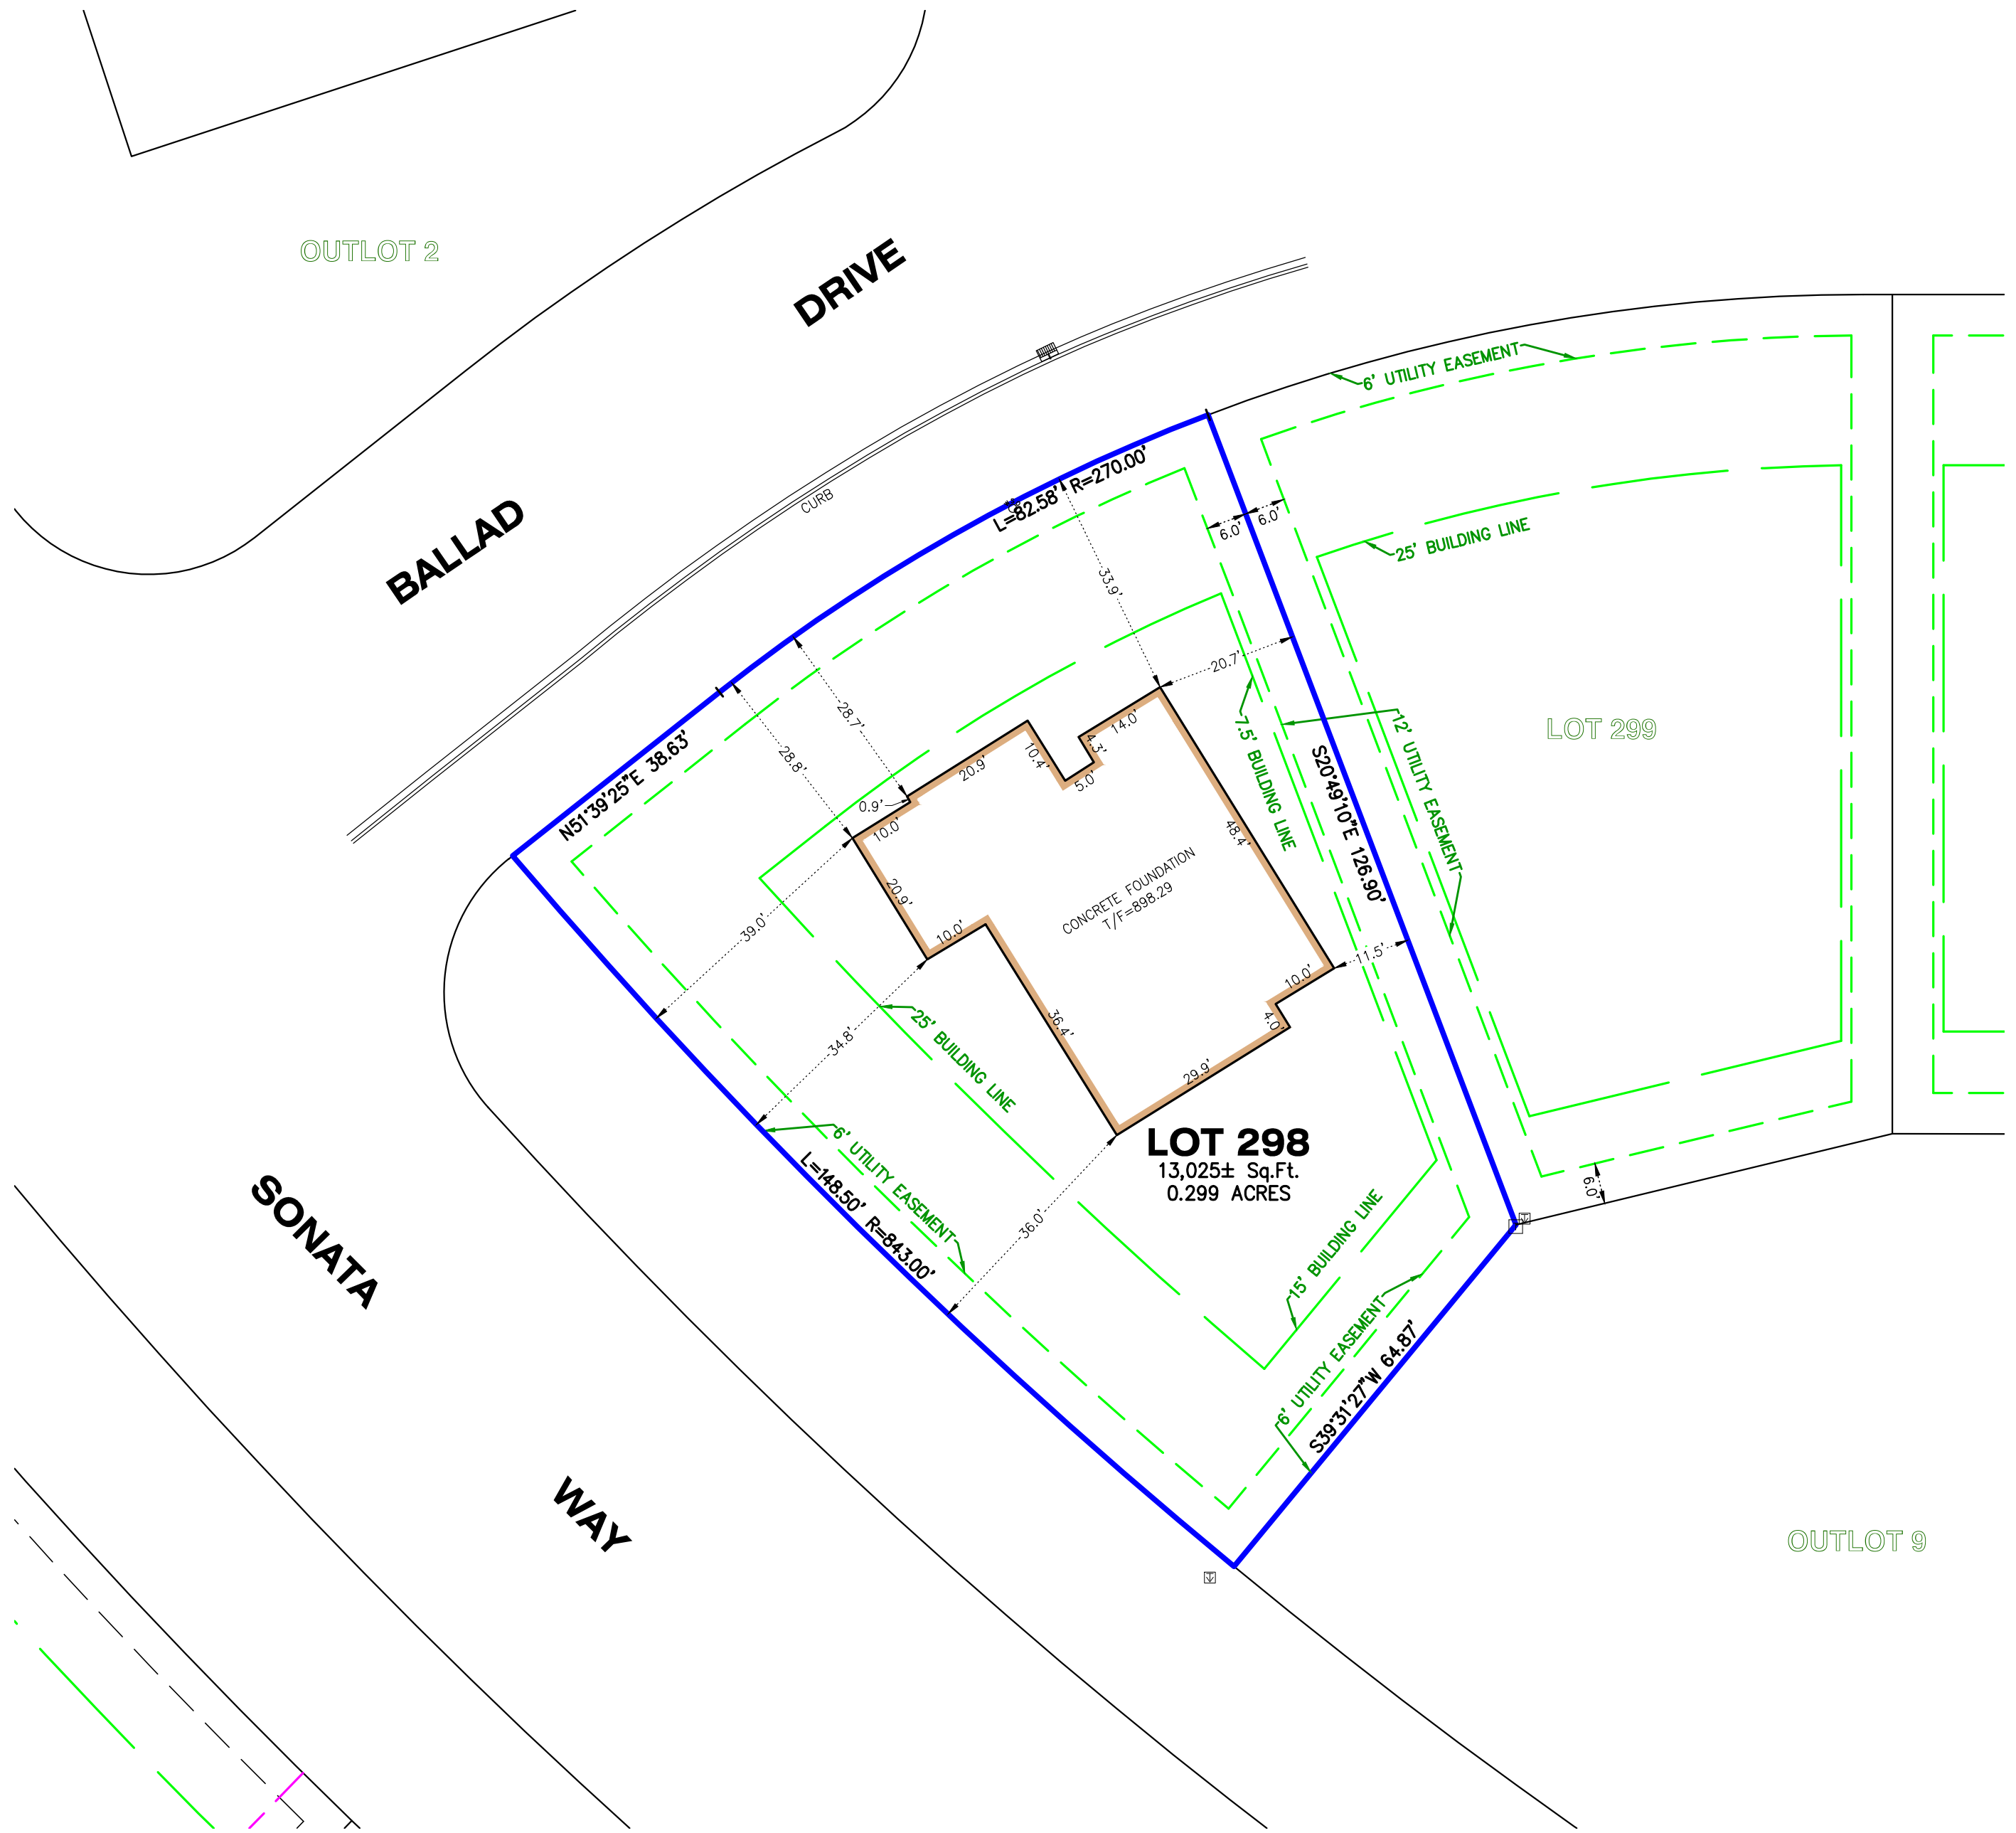 OUTLOT 2
BALLAD
DRIVE
CURB
6' UTILITY EASEMENT
L=82.58' R=270.00'
6.0'
6.0'
25' BUILDING LINE
33.9'
20.7'
28.7'
28.8'
N51°39'25"E 38.63'
0.9'
10.0'
20.9'
10.4'
5.0'
4.3'
14.0'
7.5' BUILDING LINE
12' UTILITY EASEMENT
S20°49'10"E 126.90'
LOT 299
48.4'
CONCRETE FOUNDATION
T/F=898.29
20.9'
10.0'
39.0'
11.5'
10.0'
4.0'
34.8'
25' BUILDING LINE
36.4'
29.9'
LOT 298
13,025± Sq.Ft.
0.299 ACRES
6' UTILITY EASEMENT
L=148.50' R=843.00'
36.0'
15' BUILDING LINE
6' UTILITY EASEMENT
S39°31'27"W 64.87'
6.0'
SONATA
WAY
OUTLOT 9